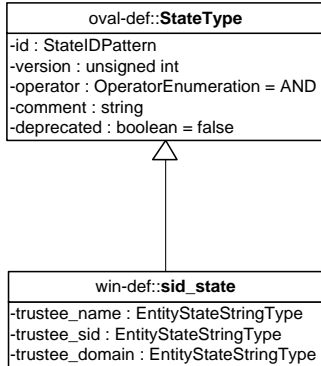 oval-def::StateType
-id : StateIDPattern
-version : unsigned int
-operator : OperatorEnumeration = AND
-comment : string
-deprecated : boolean = false
win-def::sid_state
-trustee_name : EntityStateStringType
-trustee_sid : EntityStateStringType
-trustee_domain : EntityStateStringType